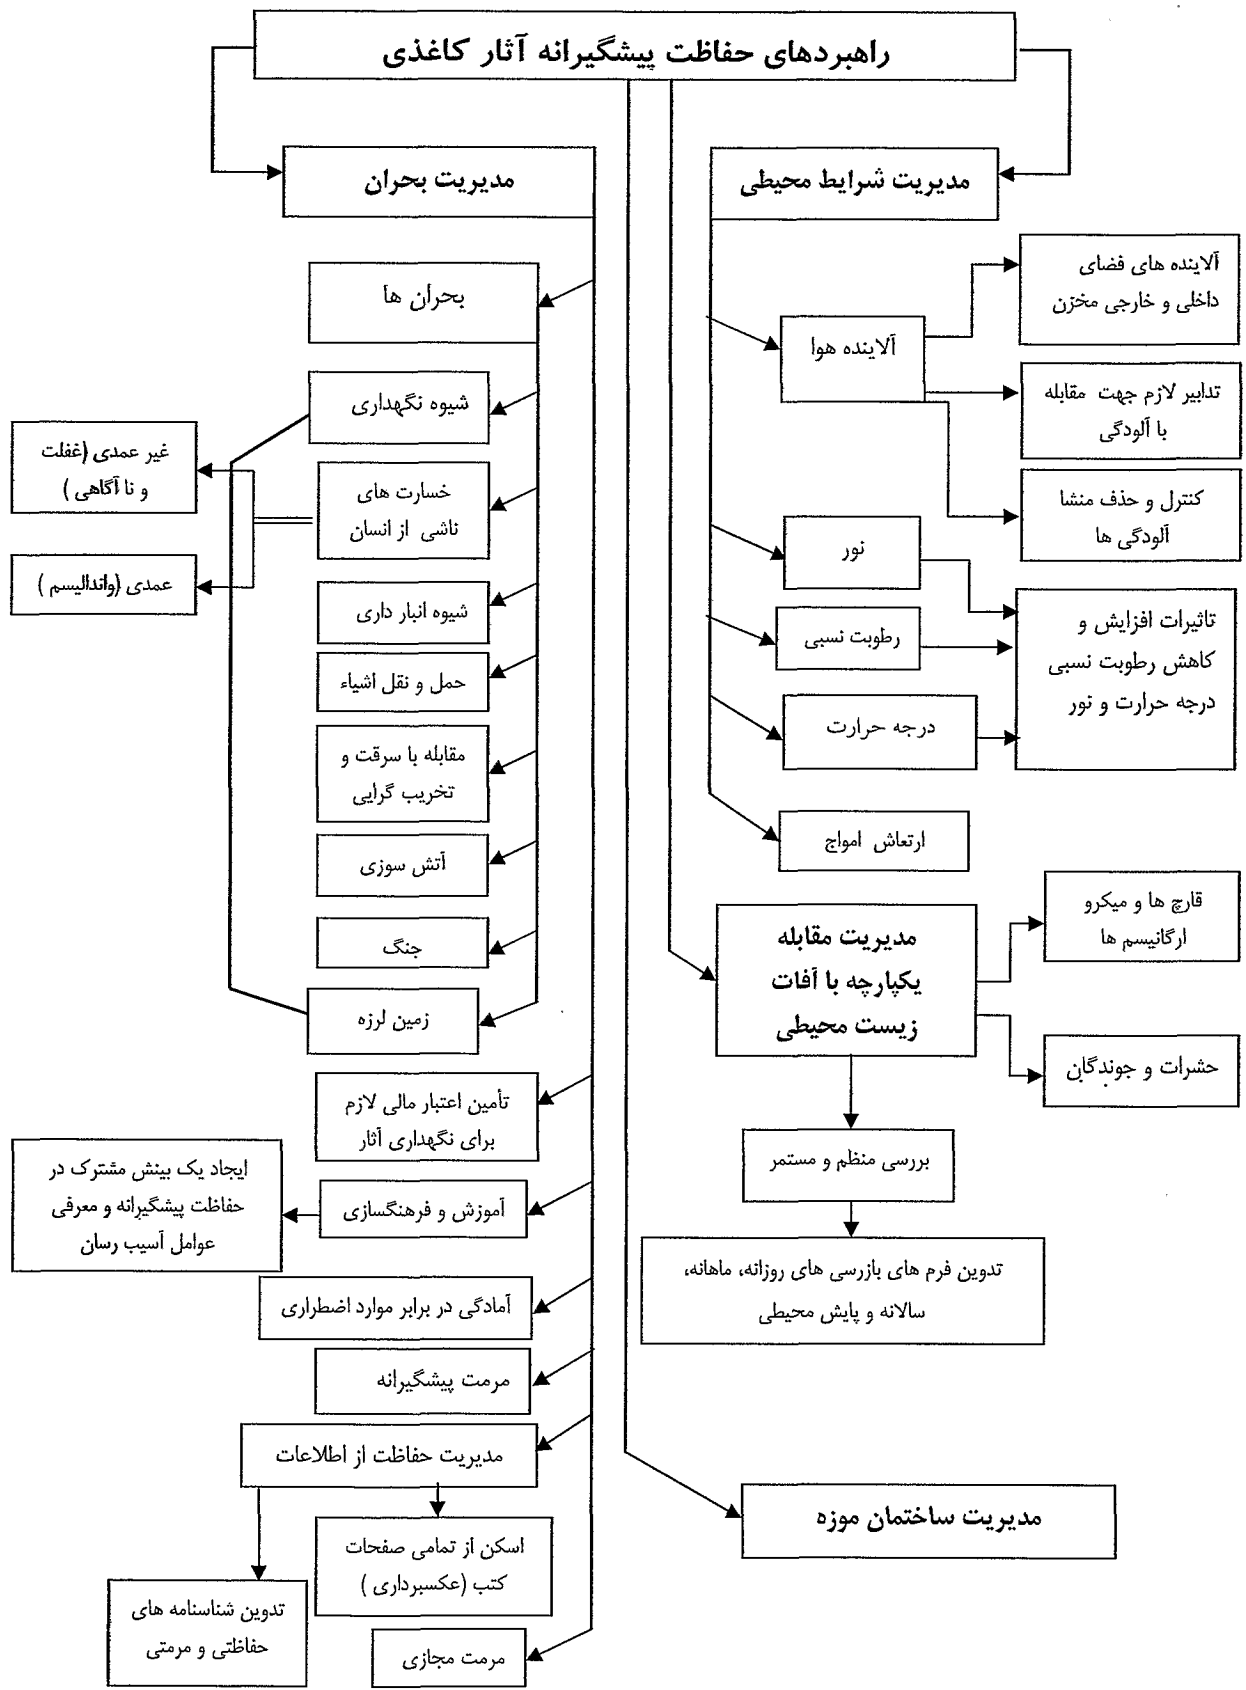 راهبردهای حفاظت پیشگیرانه آثار کاغذی
مدیریت شرایط محیطی
آلاینده هوا
آلاینده های فضای
داخلی و خارجی مخزن
تدابیر لازم جهت مقابله
با آلودگی
کنترل و حذف منشا
آلودگی ها
نور
رطوبت نسبی
درجه حرارت
تاثیرات افزایش و
کاهش رطوبت نسبی
درجه حرارت و نور
ارتعاش امواج
مدیریت مقابله
یکپارچه با آفات
زیست محیطی
قارچ ها و میکرو
ارگانیسم ها
حشرات و جوندگان
بررسی منظم و مستمر
تدوین فرم های بازرسی های روزانه، ماهانه،
سالانه و پایش محیطی
مدیریت ساختمان موزه
مدیریت بحران
بحران ها
شیوه نگهداری
خسارت های
ناشی از انسان
غیر عمدی (غفلت
و نا آگاهی )
عمدی (واندالیسم )
شیوه انبار داری
حمل و نقل اشیاء
مقابله با سرقت و
تخریب گرایی
آتش سوزی
جنگ
زمین لرزه
تأمین اعتبار مالی لازم
برای نگهداری آثار
آموزش و فرهنگسازی
ایجاد یک بینش مشترک در
حفاظت پیشگیرانه و معرفی
عوامل آسیب رسان
آمادگی در برابر موارد اضطراری
مرمت پیشگیرانه
مدیریت حفاظت از اطلاعات
اسکن از تمامی صفحات
کتب (عکسبرداری )
تدوین شناسنامه های
حفاظتی و مرمتی
مرمت مجازی